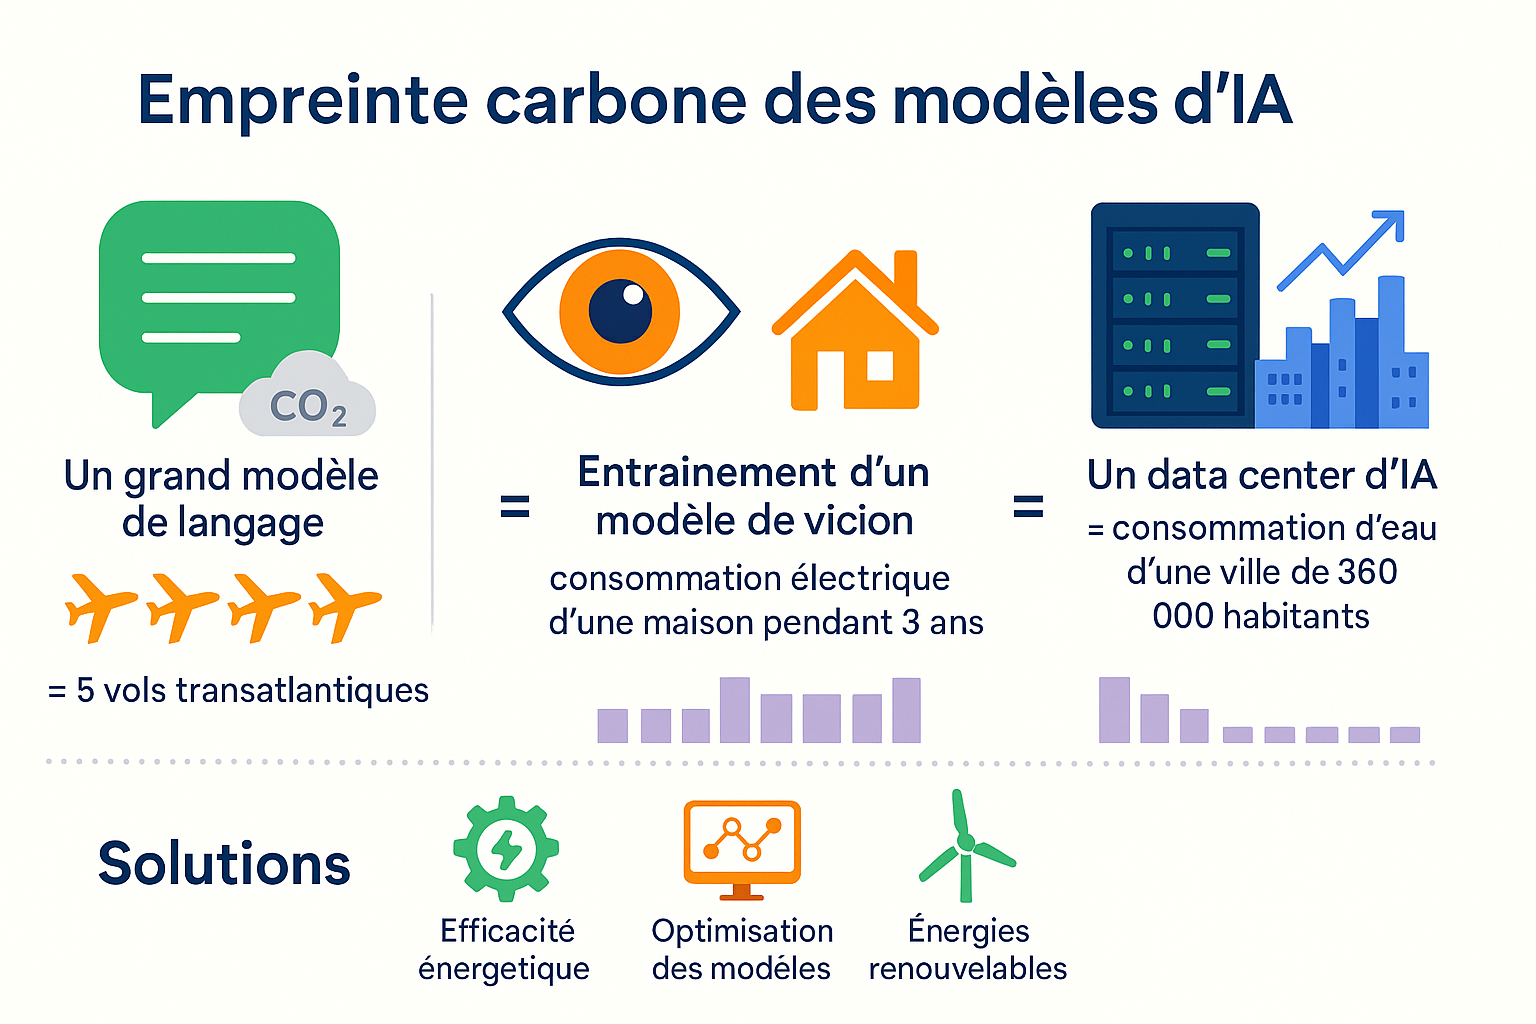 Empreinte carbone des modèles d'IA
CO₂
Un grand modèle
de langage
= 5 vols transatlantiques
=
Entrainement d'un
modèle de vicion
consommation électrique
d'une maison pendant 3 ans
=
Un data center d'IA
= consommation d'eau
d'une ville de 360
000 habitants
Solutions
Efficacité
énergetique
Optimisation
des modéles
Énergies
renouvelables